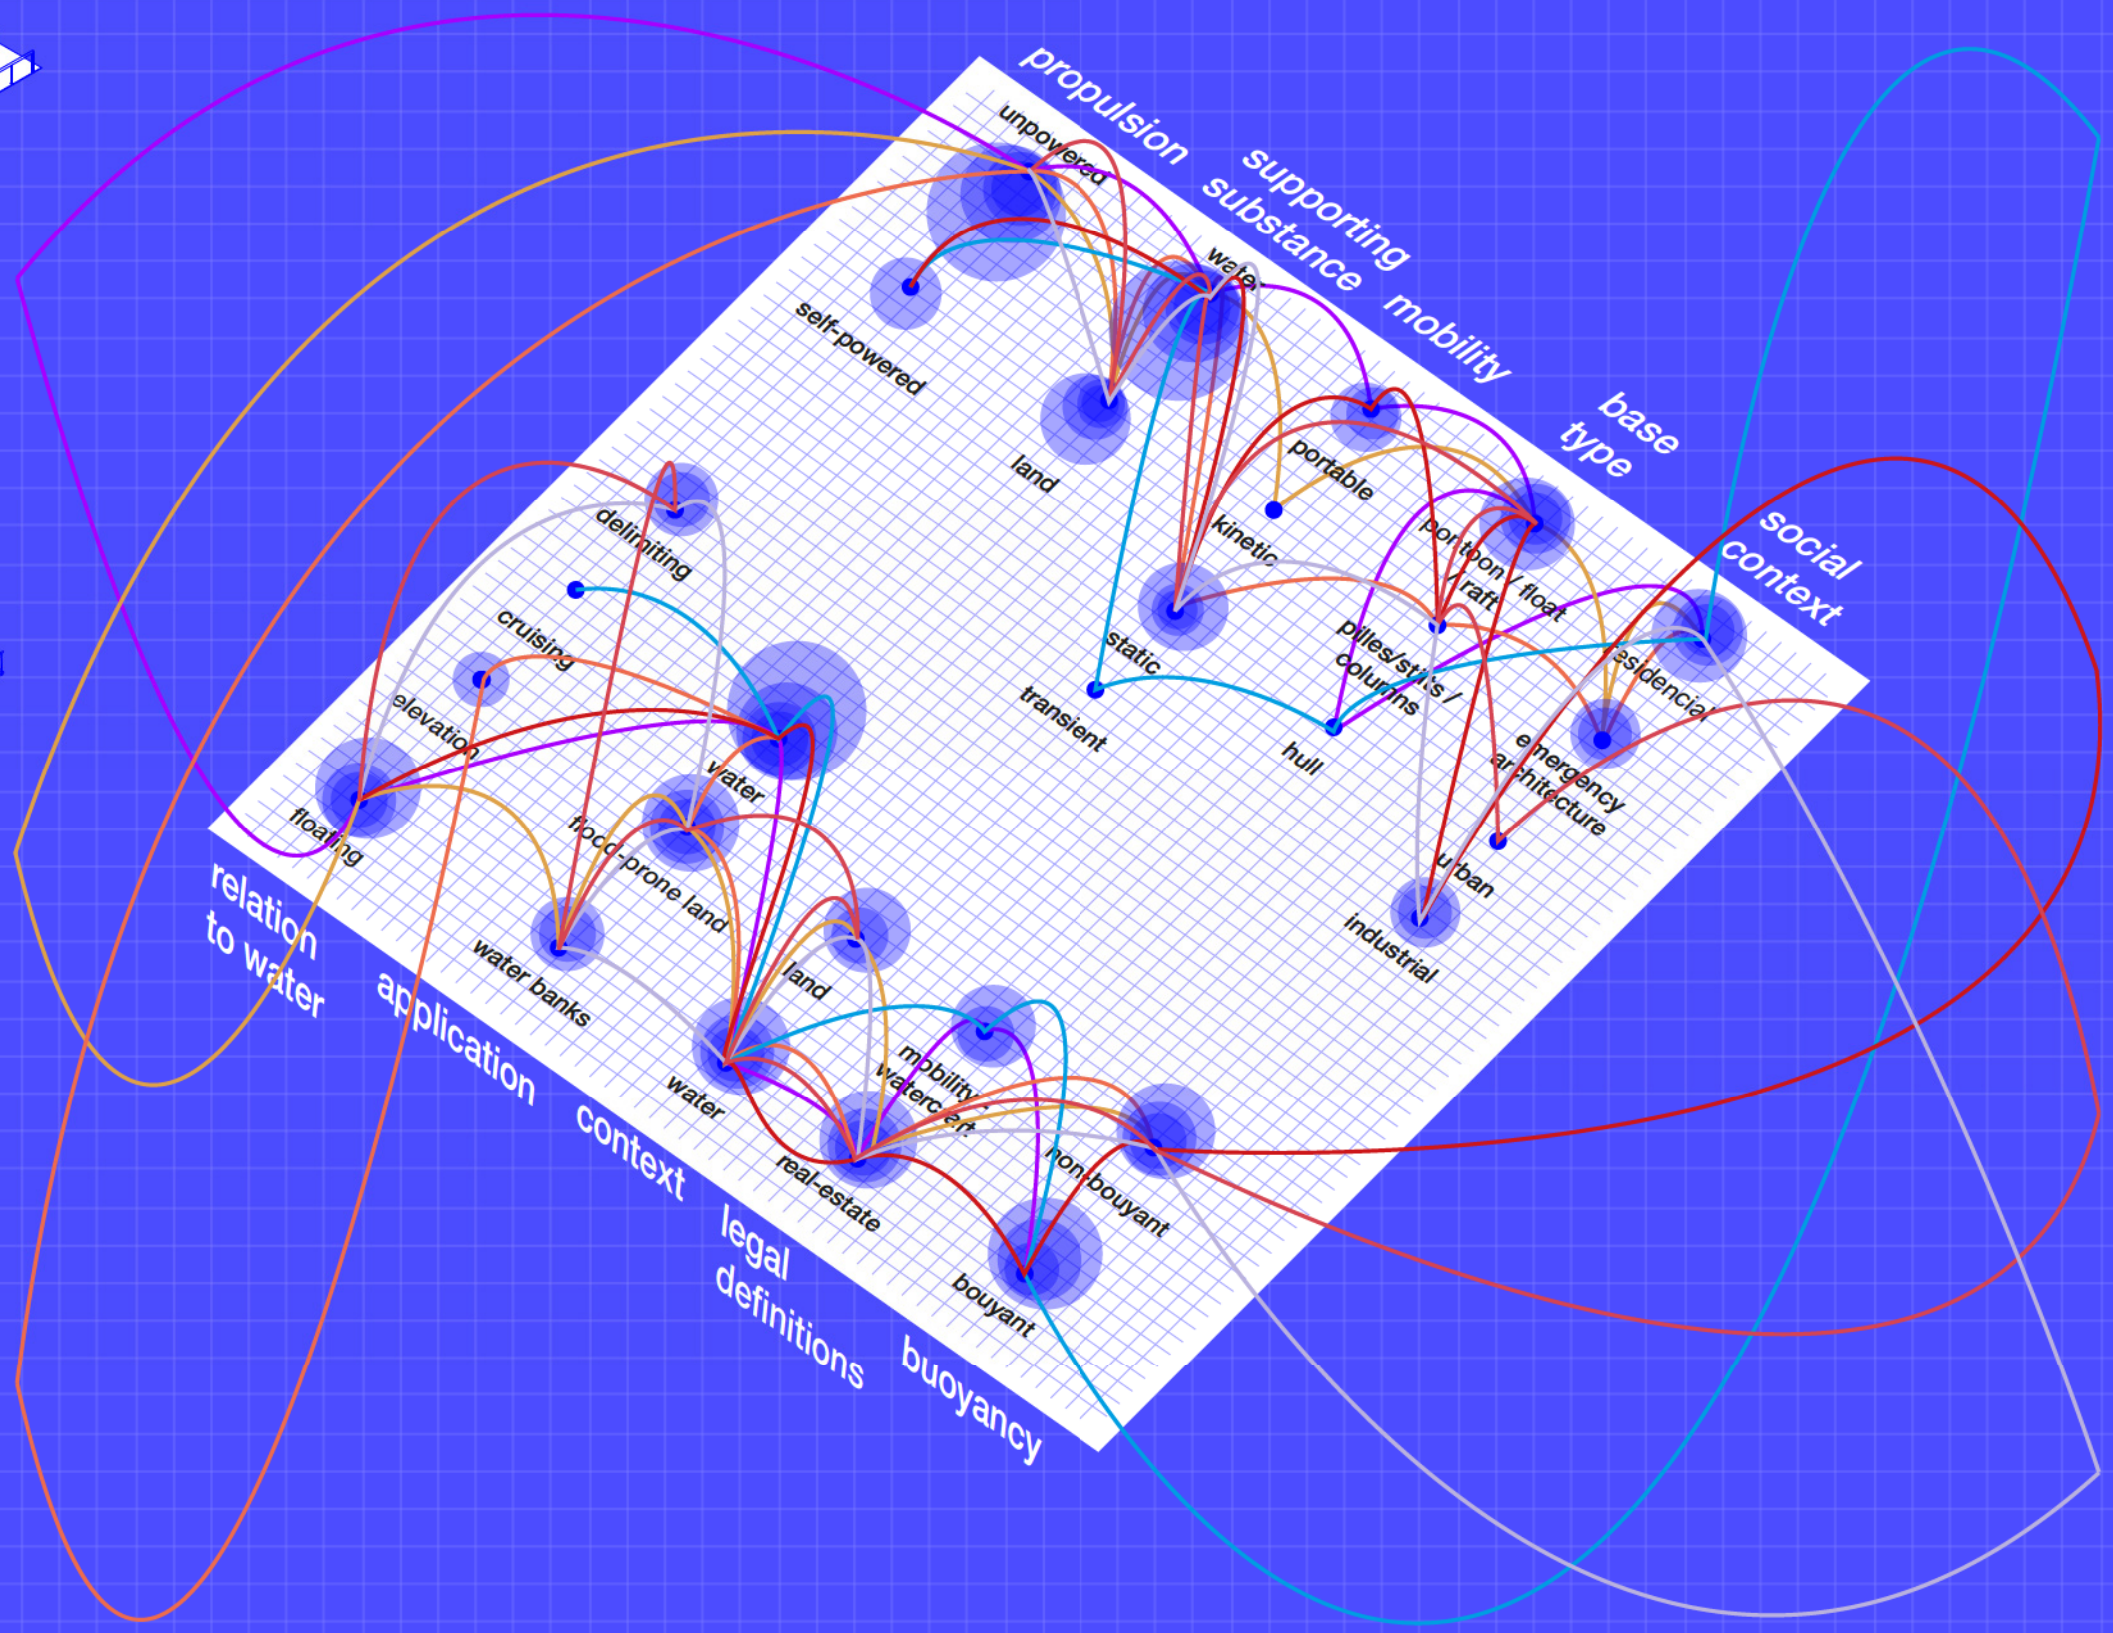 propulsion
supporting
substance
mobility
base
type
social
context
unpowered
self-powered
water
land
portable
kinetic
static
transient
pontoon / float
/ raft
pilles/stilts /
columns
hull
residencial
emergency
architecture
urban
industrial
delimiting
cruising
elevation
floating
water
flood-prone land
water banks
land
water
mobility -
watercraft
real-estate
non-bouyant
bouyant
relation
to water
application
context
legal
definitions
buoyancy